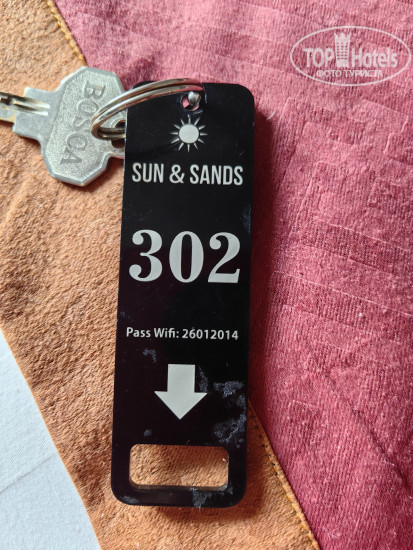 TOP Hotels
ФОТО ТУРИСТА
BOSCA
SUN & SANDS
302
Pass Wifi: 26012014